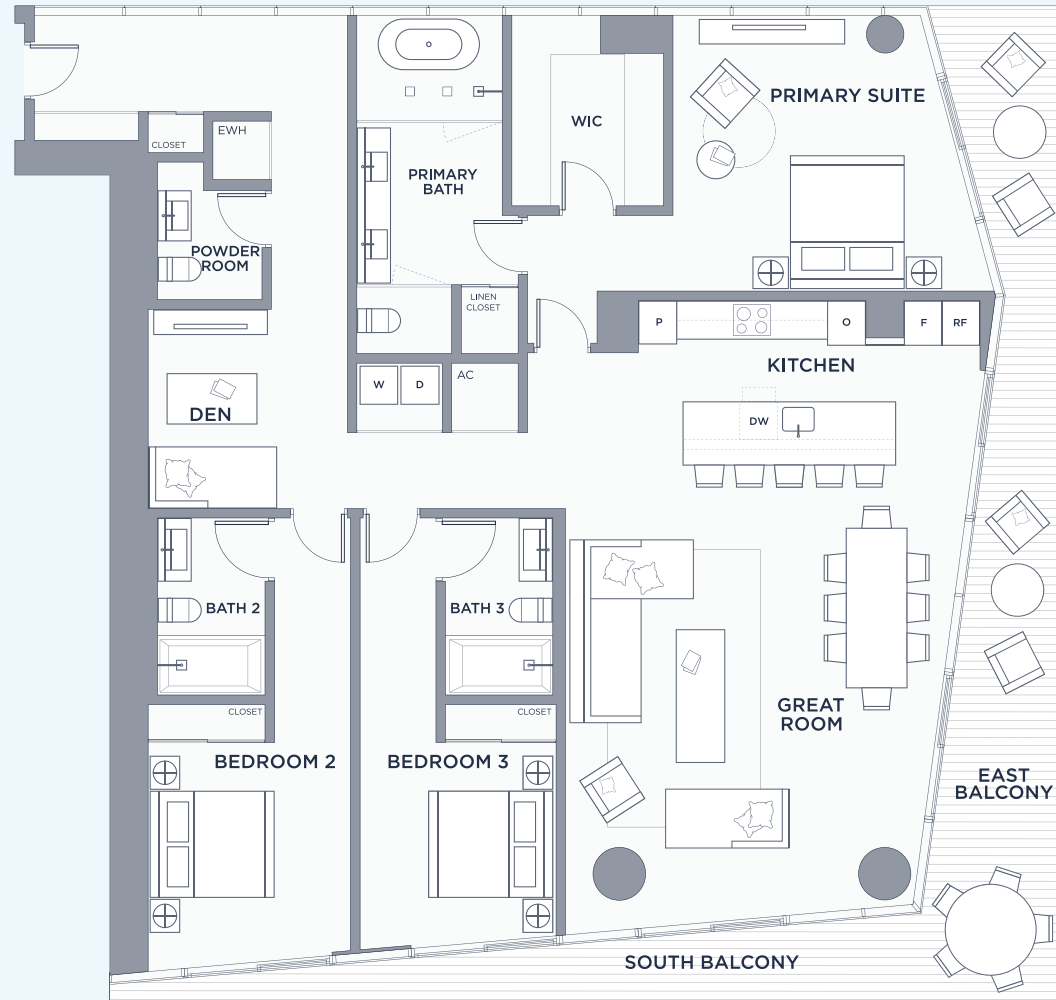 PRIMARY SUITE
EWH
WIC
CLOSET
PRIMARY
BATH
POWDER
ROOM
LINEN
CLOSET
P
O
F
RF
KITCHEN
AC
W
D
DEN
DW
BATH 2
BATH 3
CLOSET
CLOSET
GREAT
ROOM
BEDROOM 2
BEDROOM 3
EAST
BALCONY
SOUTH BALCONY